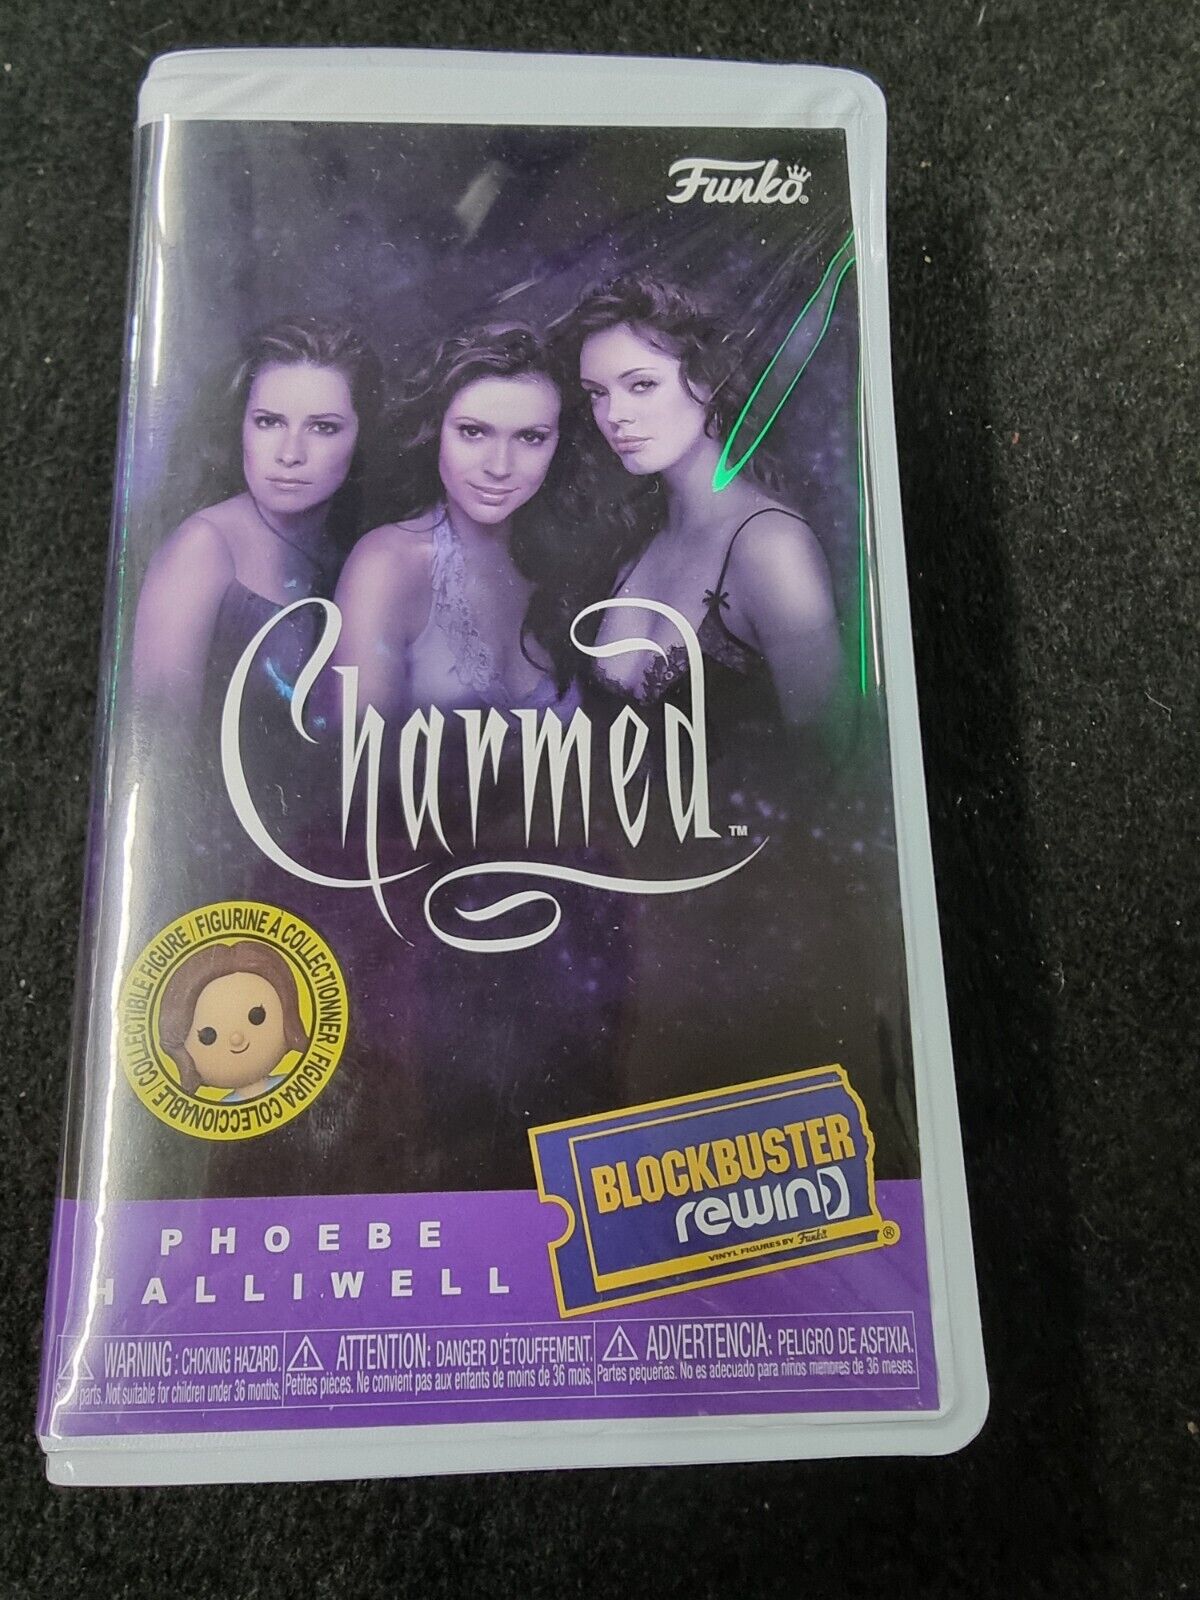 Funko®
Charmed™
COLLECTIBLE FIGURE / FIGURINE À COLLECTIONNER / FIGURA COLECCIONABLE /
BLOCKBUSTER
rewind
VINYL FIGURES BY Funko
®
PHOEBE
HALLIWELL
WARNING: CHOKING HAZARD.
Small parts. Not suitable for children under 36 months.
ATTENTION: DANGER D'ÉTOUFFEMENT.
Petites pièces. Ne convient pas aux enfants de moins de 36 mois.
ADVERTENCIA: PELIGRO DE ASFIXIA.
Partes pequeñas. No es adecuado para niños menores de 36 meses.